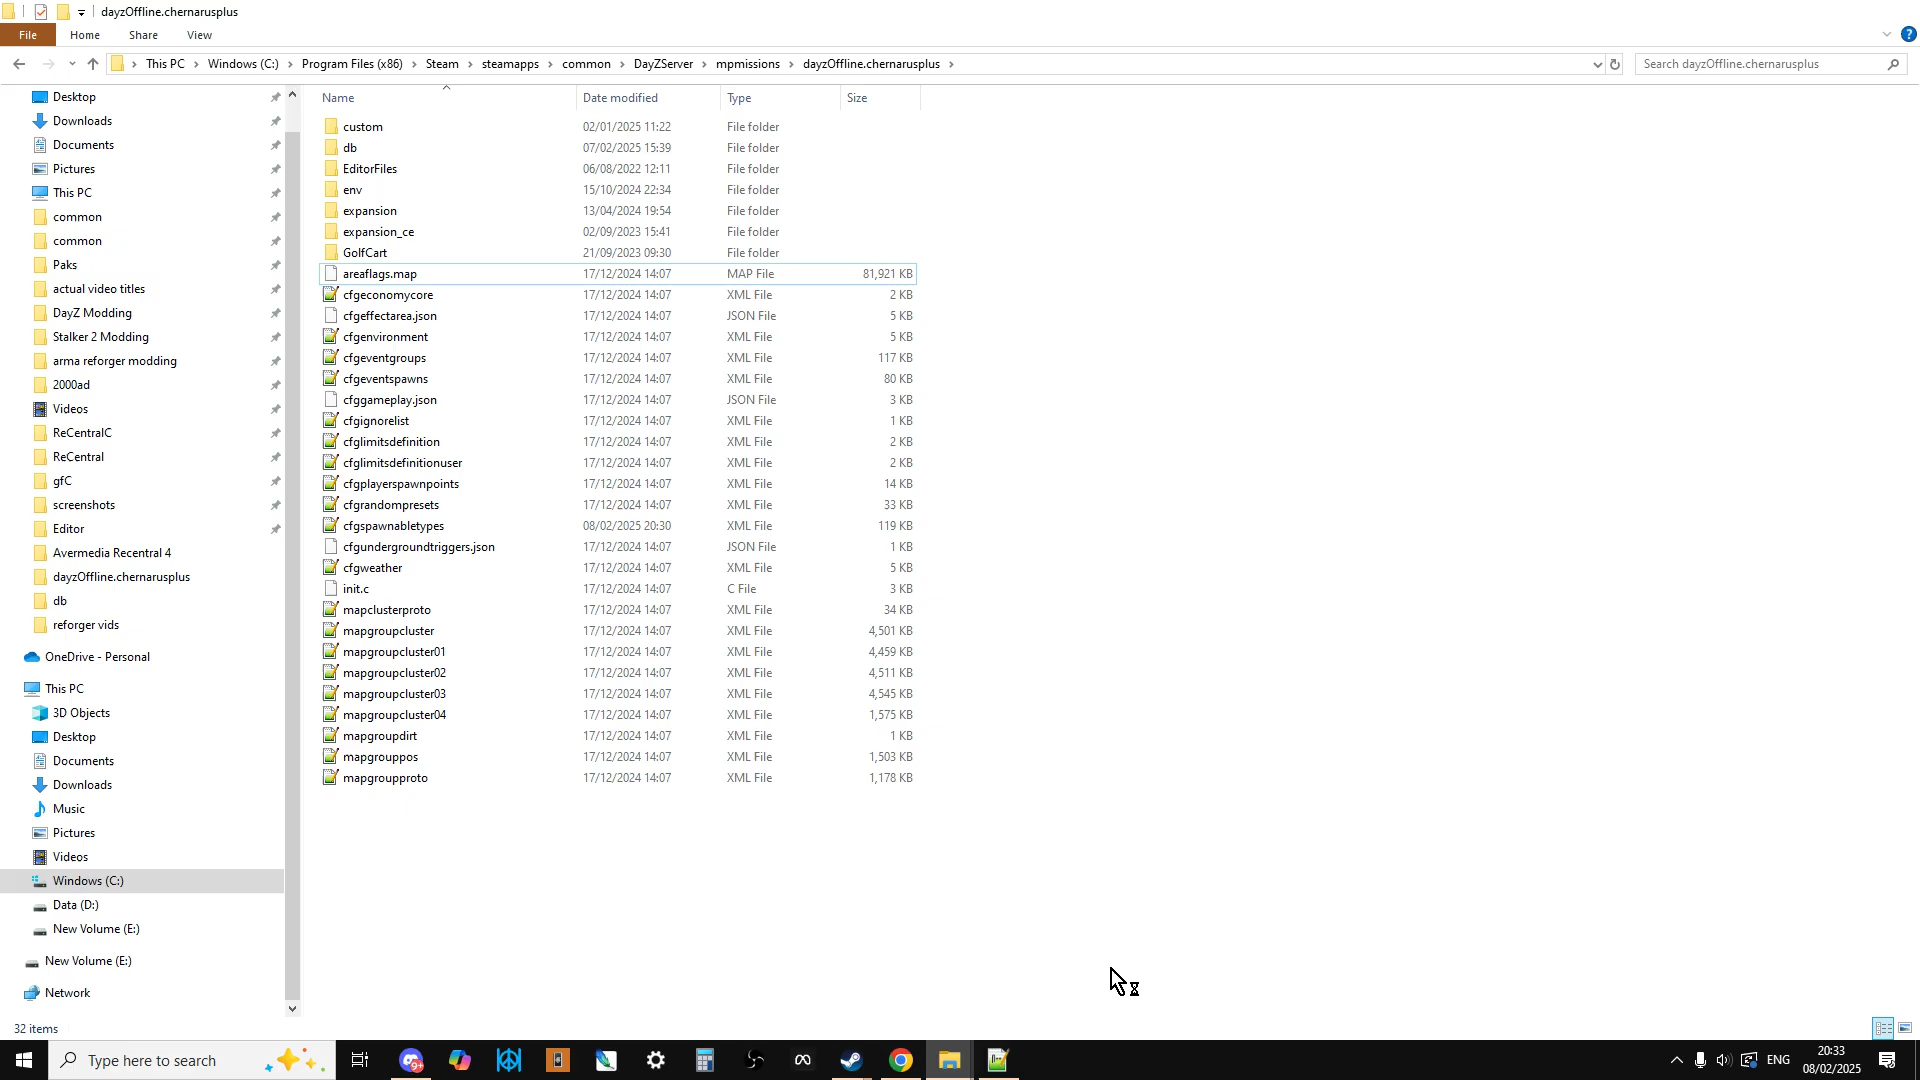 dayzOffline.chernarusplus
File Home Share View
This PC Windows (C:) Program Files (x86) Steam steamapps common DayZServer mpmissions dayzOffline.chernarusplus
Search dayzOffline.chernarusplus
Desktop
Downloads
Documents
Pictures
This PC
common
common
Paks
actual video titles
DayZ Modding
Stalker 2 Modding
arma reforger modding
2000ad
Videos
ReCentralC
ReCentral
gfC
screenshots
Editor
Avermedia Recentral 4
dayzOffline.chernarusplus
db
reforger vids
OneDrive - Personal
This PC
3D Objects
Desktop
Documents
Downloads
Music
Pictures
Videos
Windows (C:)
Data (D:)
New Volume (E:)
New Volume (E:)
Network
Name Date modified Type Size
custom 02/01/2025 11:22 File folder
db 07/02/2025 15:39 File folder
EditorFiles 06/08/2022 12:11 File folder
env 15/10/2024 22:34 File folder
expansion 13/04/2024 19:54 File folder
expansion_ce 02/09/2023 15:41 File folder
GolfCart 21/09/2023 09:30 File folder
areaflags.map 17/12/2024 14:07 MAP File 81,921 KB
cfgeconomycore 17/12/2024 14:07 XML File 2 KB
cfgeffectarea.json 17/12/2024 14:07 JSON File 5 KB
cfgenvironment 17/12/2024 14:07 XML File 5 KB
cfgeventgroups 17/12/2024 14:07 XML File 117 KB
cfgeventspawns 17/12/2024 14:07 XML File 80 KB
cfggameplay.json 17/12/2024 14:07 JSON File 3 KB
cfgignorelist 17/12/2024 14:07 XML File 1 KB
cfglimitsdefinition 17/12/2024 14:07 XML File 2 KB
cfglimitsdefinitionuser 17/12/2024 14:07 XML File 2 KB
cfgplayerspawnpoints 17/12/2024 14:07 XML File 14 KB
cfgrandompresets 17/12/2024 14:07 XML File 33 KB
cfgspawnabletypes 08/02/2025 20:30 XML File 119 KB
cfgundergroundtriggers.json 17/12/2024 14:07 JSON File 1 KB
cfgweather 17/12/2024 14:07 XML File 5 KB
init.c 17/12/2024 14:07 C File 3 KB
mapclusterproto 17/12/2024 14:07 XML File 34 KB
mapgroupcluster 17/12/2024 14:07 XML File 4,501 KB
mapgroupcluster01 17/12/2024 14:07 XML File 4,459 KB
mapgroupcluster02 17/12/2024 14:07 XML File 4,511 KB
mapgroupcluster03 17/12/2024 14:07 XML File 4,545 KB
mapgroupcluster04 17/12/2024 14:07 XML File 1,575 KB
mapgroupdirt 17/12/2024 14:07 XML File 1 KB
mapgrouppos 17/12/2024 14:07 XML File 1,503 KB
mapgroupproto 17/12/2024 14:07 XML File 1,178 KB
32 items
Type here to search
9+
ENG
20:33
08/02/2025